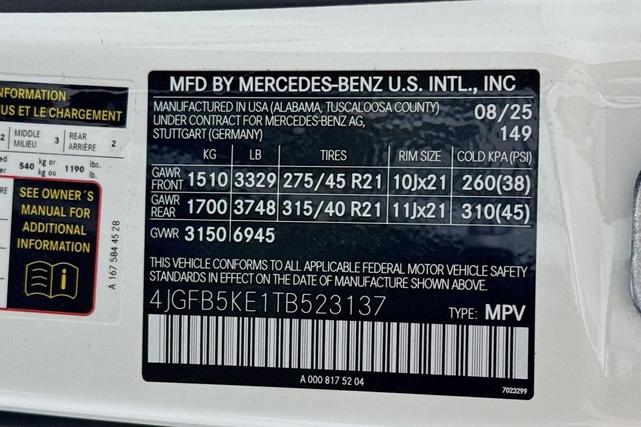 NFORMATION
US ET LE CHARGEMENT
2 MIDDLE MILIEU 3 REAR ARRIÈRE 2
ed 540 kg or kg ou 1190 lbs. lb.
SEE OWNER´S
MANUAL FOR
ADDITIONAL
INFORMATION
A 167 584 45 28
MFD BY MERCEDES-BENZ U.S. INTL., INC
MANUFACTURED IN USA (ALABAMA, TUSCALOOSA COUNTY) 08/25
UNDER CONTRACT FOR MERCEDES-BENZ AG, 149
STUTTGART (GERMANY)
KG LB TIRES RIM SIZE COLD KPA (PSI)
GAWR FRONT 1510 3329 275/45 R21 10Jx21 260(38)
GAWR REAR 1700 3748 315/40 R21 11Jx21 310(45)
GVWR 3150 6945
THIS VEHICLE CONFORMS TO ALL APPLICABLE FEDERAL MOTOR VEHICLE SAFETY
STANDARDS IN EFFECT ON THE DATE OF MANUFACTURE SHOWN ABOVE.
4JGFB5KE1TB523137 TYPE: MPV
A 000 817 52 04
7023299